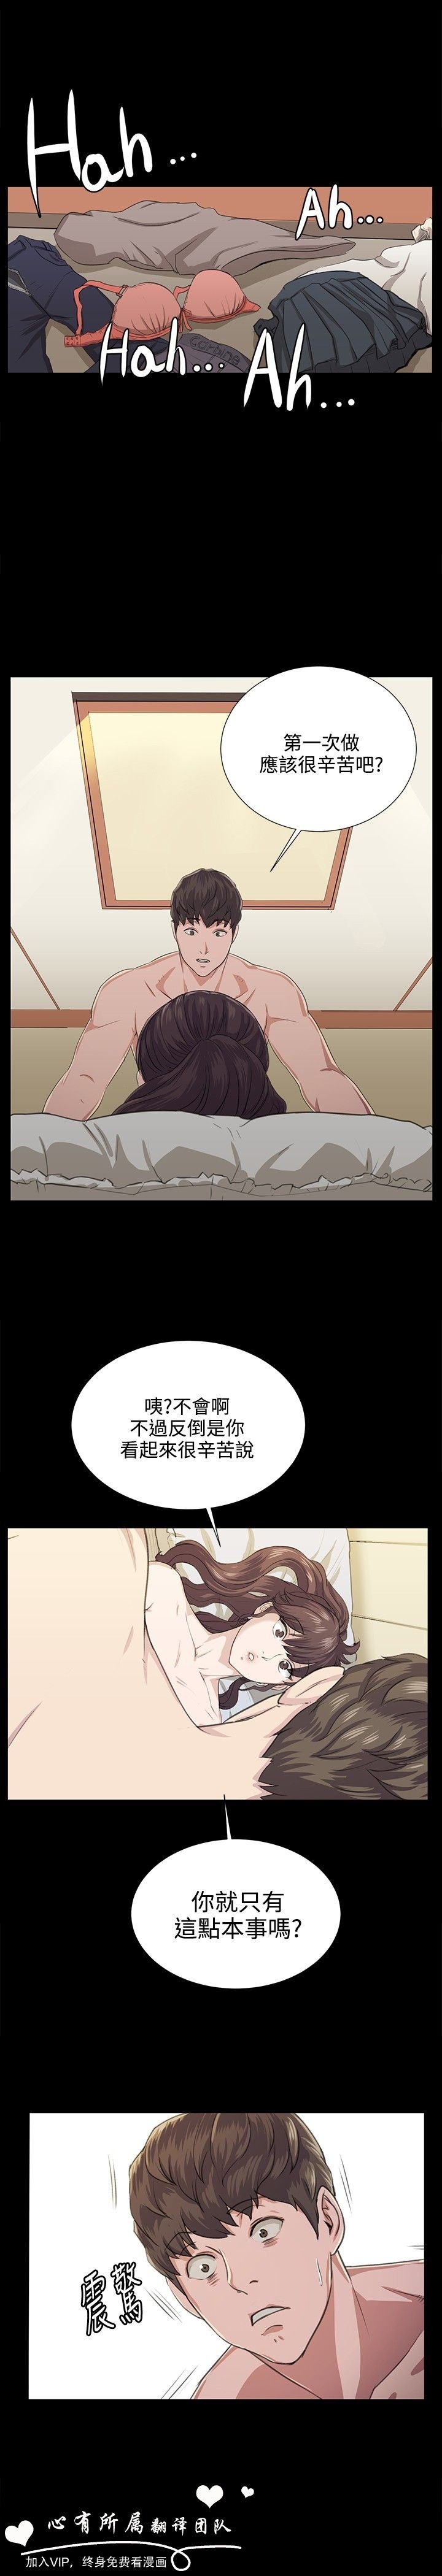 Hah...
Ah...
Hah...
Ah...
第一次做
應該很辛苦吧?
咦?不會啊
不過反倒是你
看起來很辛苦說
你就只有
這點本事嗎?
震驚
心有所属翻译团队
加入VIP，终身免费看漫画